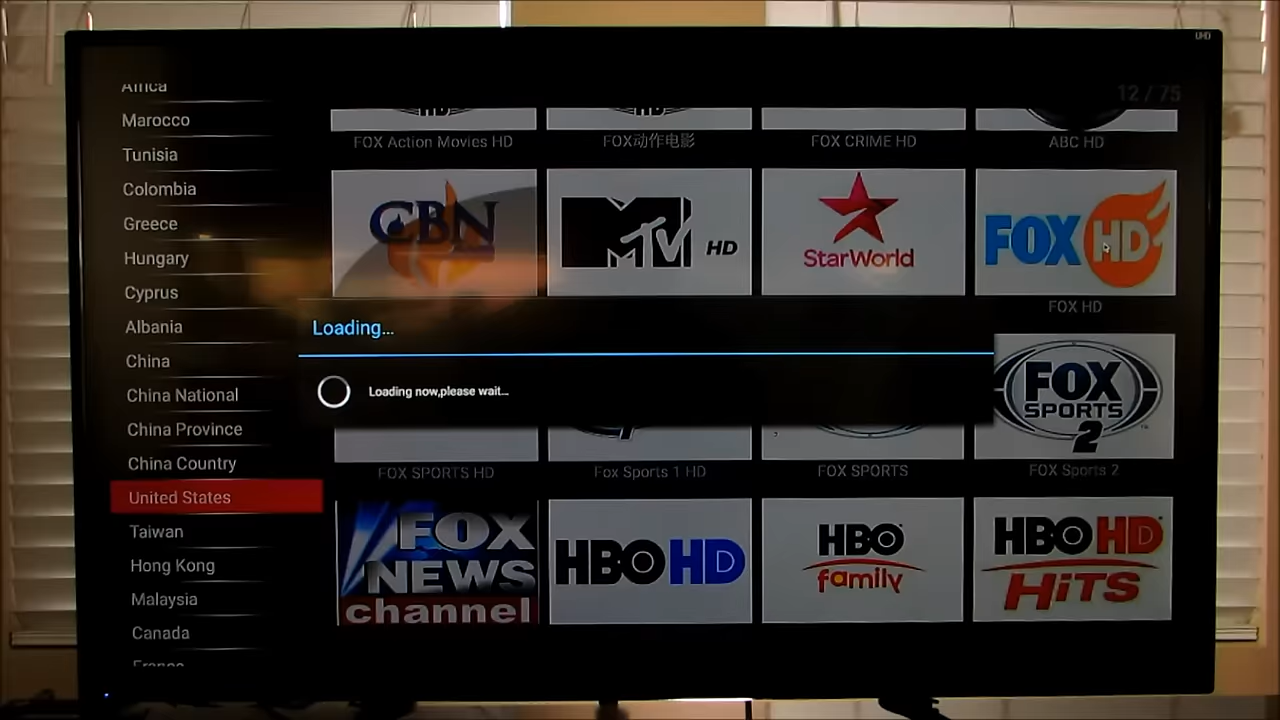 UHD
Africa
Marocco
Tunisia
Colombia
Greece
Hungary
Cyprus
Albania
China
China National
China Province
China Country
United States
Taiwan
Hong Kong
Malaysia
Canada
France
12 / 75
HD
HD
FOX Action Movies HD
FOX动作电影
FOX CRIME HD
ABC HD
CBN
MTV HD
StarWorld
FOX HD
FOX HD
Loading...
Loading now,please wait...
FOX SPORTS 2
FOX SPORTS HD
Fox Sports 1 HD
FOX SPORTS
FOX Sports 2
FOX NEWS channel
HBO HD
HBO family
HBO HD HiTS